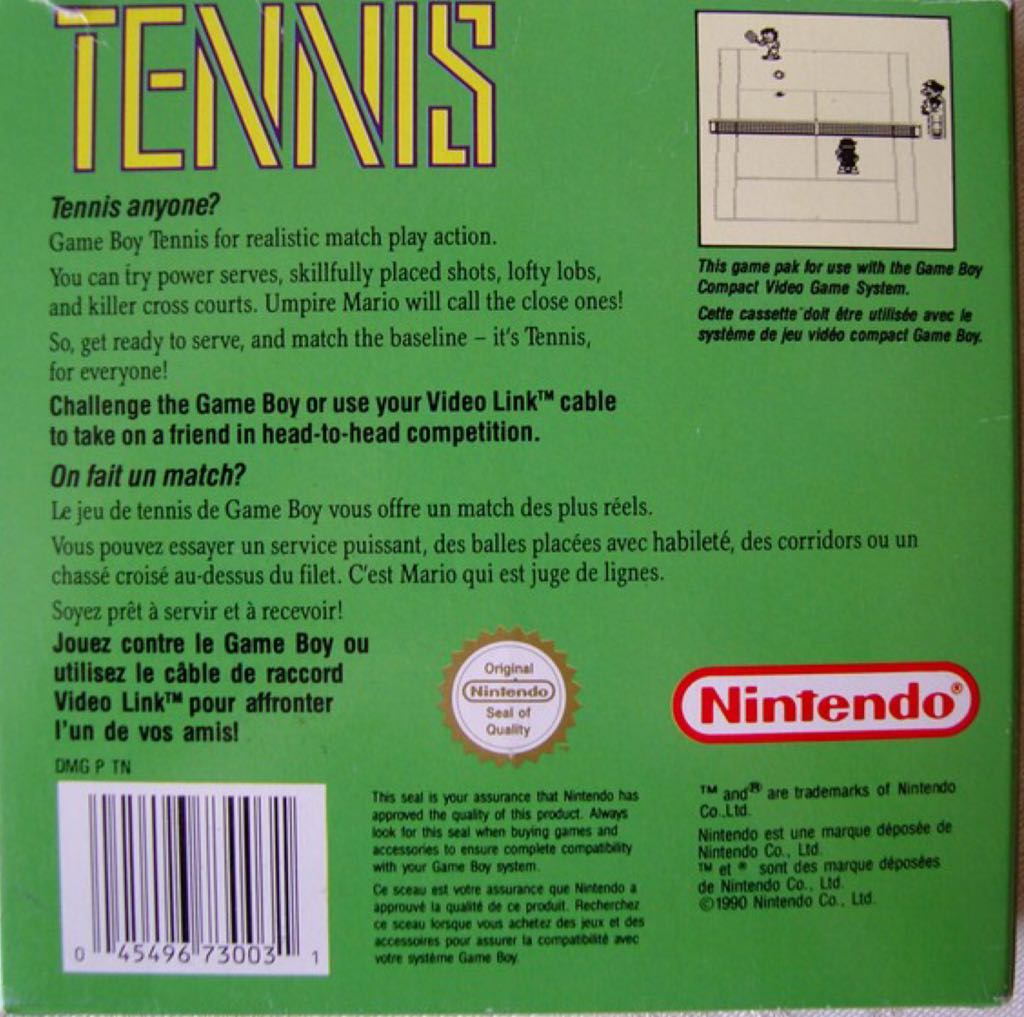 TENNIS
Tennis anyone?
Game Boy Tennis for realistic match play action.
You can try power serves, skillfully placed shots, lofty lobs,
and killer cross courts. Umpire Mario will call the close ones!
So, get ready to serve, and match the baseline – it's Tennis,
for everyone!
Challenge the Game Boy or use your Video Link™ cable
to take on a friend in head-to-head competition.
This game pak for use with the Game Boy
Compact Video Game System.
Cette cassette doit être utilisée avec le
système de jeu vidéo compact Game Boy.
On fait un match?
Le jeu de tennis de Game Boy vous offre un match des plus réels.
Vous pouvez essayer un service puissant, des balles placées avec habileté, des corridors ou un
chassé croisé au-dessus du filet. C'est Mario qui est juge de lignes.
Soyez prêt à servir et à recevoir!
Jouez contre le Game Boy ou
utilisez le câble de raccord
Video Link™ pour affronter
l'un de vos amis!
DMG P TN
0 45496 73003 1
Original
Nintendo
Seal of
Quality
This seal is your assurance that Nintendo has
approved the quality of this product. Always
look for this seal when buying games and
accessories to ensure complete compatibility
with your Game Boy system.
Ce sceau est votre assurance que Nintendo a
approuvé la qualité de ce produit. Recherchez
ce sceau lorsque vous achetez des jeux et des
accessoires pour assurer la compatibilité avec
votre système Game Boy.
Nintendo®
™ and ® are trademarks of Nintendo
Co., Ltd.
Nintendo est une marque déposée de
Nintendo Co., Ltd.
™ et ® sont des marque déposées
de Nintendo Co., Ltd.
©1990 Nintendo Co., Ltd.